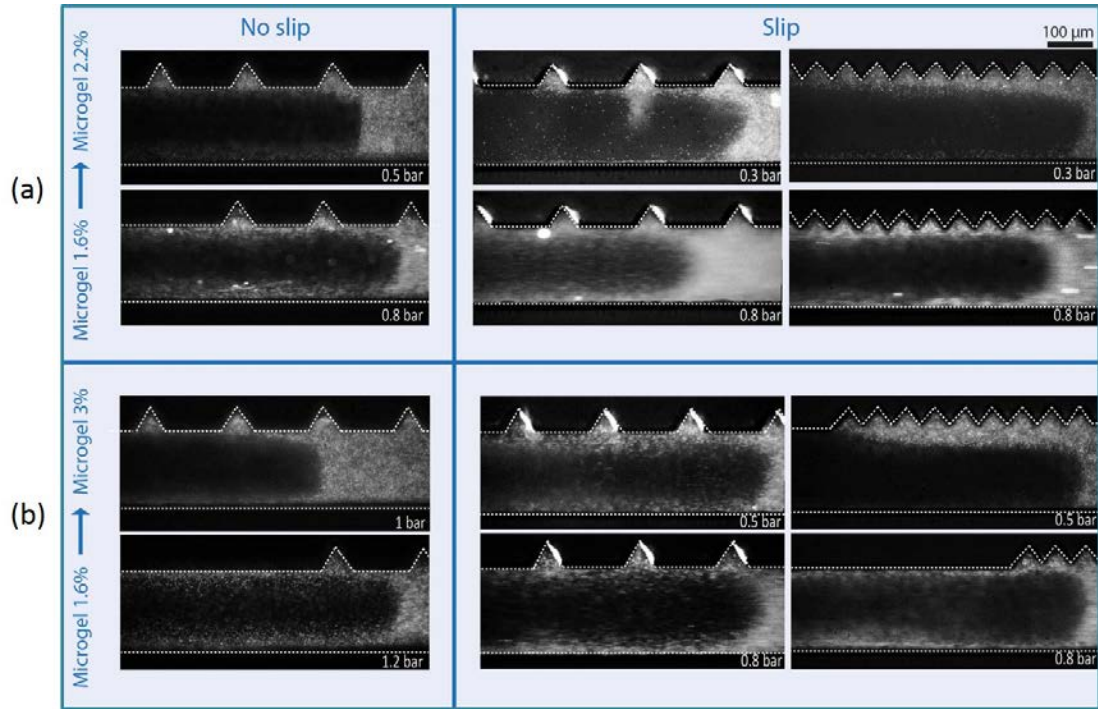 No slip
Slip
100 µm
(a)
Microgel 1.6% → Microgel 2.2%
0.5 bar
0.3 bar
0.3 bar
0.8 bar
0.8 bar
0.8 bar
(b)
Microgel 1.6% → Microgel 3%
1 bar
0.5 bar
0.5 bar
1.2 bar
0.8 bar
0.8 bar